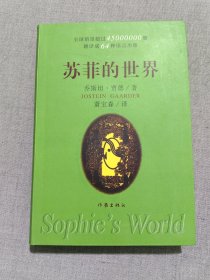 全球销量超过45000000册
翻译成64种语言出版
苏菲的世界
乔斯坦·贾德／著
JOSTEIN GAARDER
萧宝森／译
Sophie's World
作家出版社